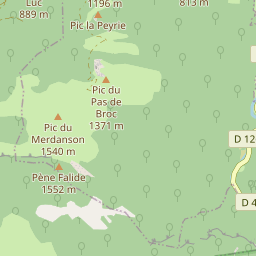 Luc
889 m
1196 m
Pic la Peyrie
813 m
Pic du
Pas de
Broc
1371 m
Pic du
Merdanson
1540 m
Pène Falide
1552 m
D 12
D 4